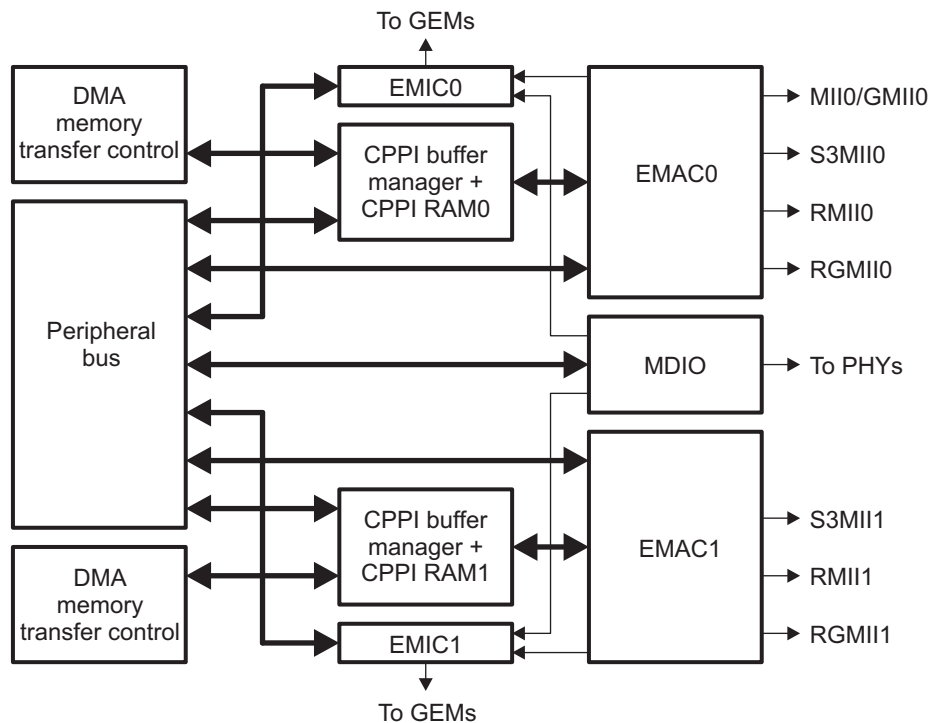 To GEMs
DMA
memory
transfer control
EMIC0
CPPI buffer
manager +
CPPI RAM0
EMAC0
MII0/GMII0
S3MII0
RMII0
RGMII0
Peripheral
bus
MDIO
To PHYs
CPPI buffer
manager +
CPPI RAM1
EMAC1
S3MII1
RMII1
RGMII1
DMA
memory
transfer control
EMIC1
To GEMs